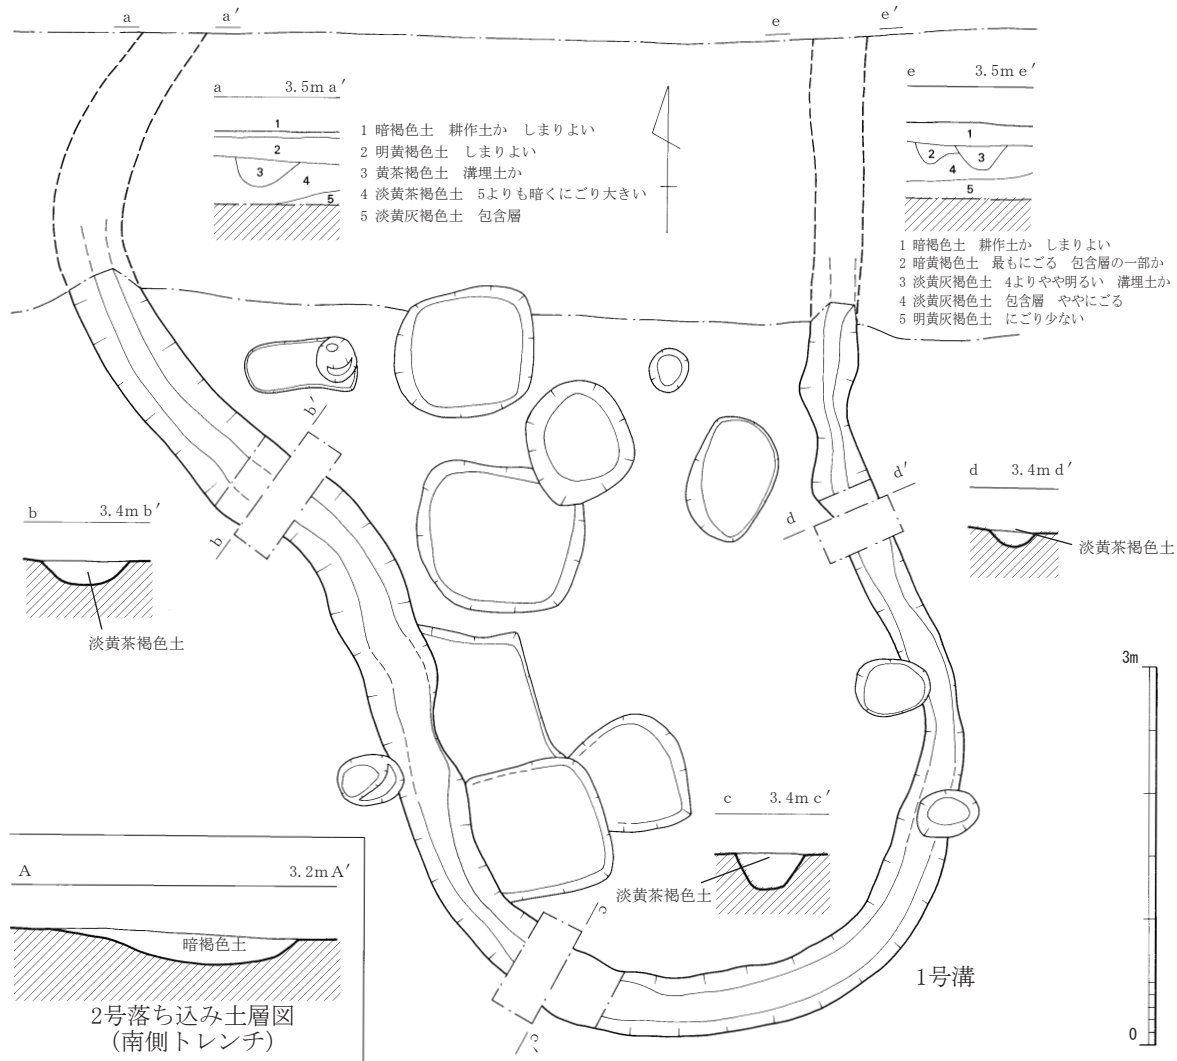 a a′ e e′
a 3.5m a′
1
2
3
4
5
1 暗褐色土 耕作土か しまりよい
2 明黄褐色土 しまりよい
3 黄茶褐色土 溝埋土か
4 淡黄茶褐色土 5よりも暗くにごり大きい
5 淡黄灰褐色土 包含層
e 3.5m e′
1
2 3
4
5
1 暗褐色土 耕作土か しまりよい
2 暗黄褐色土 最もにごる 包含層の一部か
3 淡黄灰褐色土 4よりやや明るい 溝埋土か
4 淡黄灰褐色土 包含層 ややにごる
5 明黄灰褐色土 にごり少ない
b′
b
b 3.4m b′
淡黄茶褐色土
d′
d
d 3.4m d′
淡黄茶褐色土
3m
0
c 3.4m c′
淡黄茶褐色土
c
c′
1号溝
A 3.2m A′
暗褐色土
2号落ち込み土層図
(南側トレンチ)